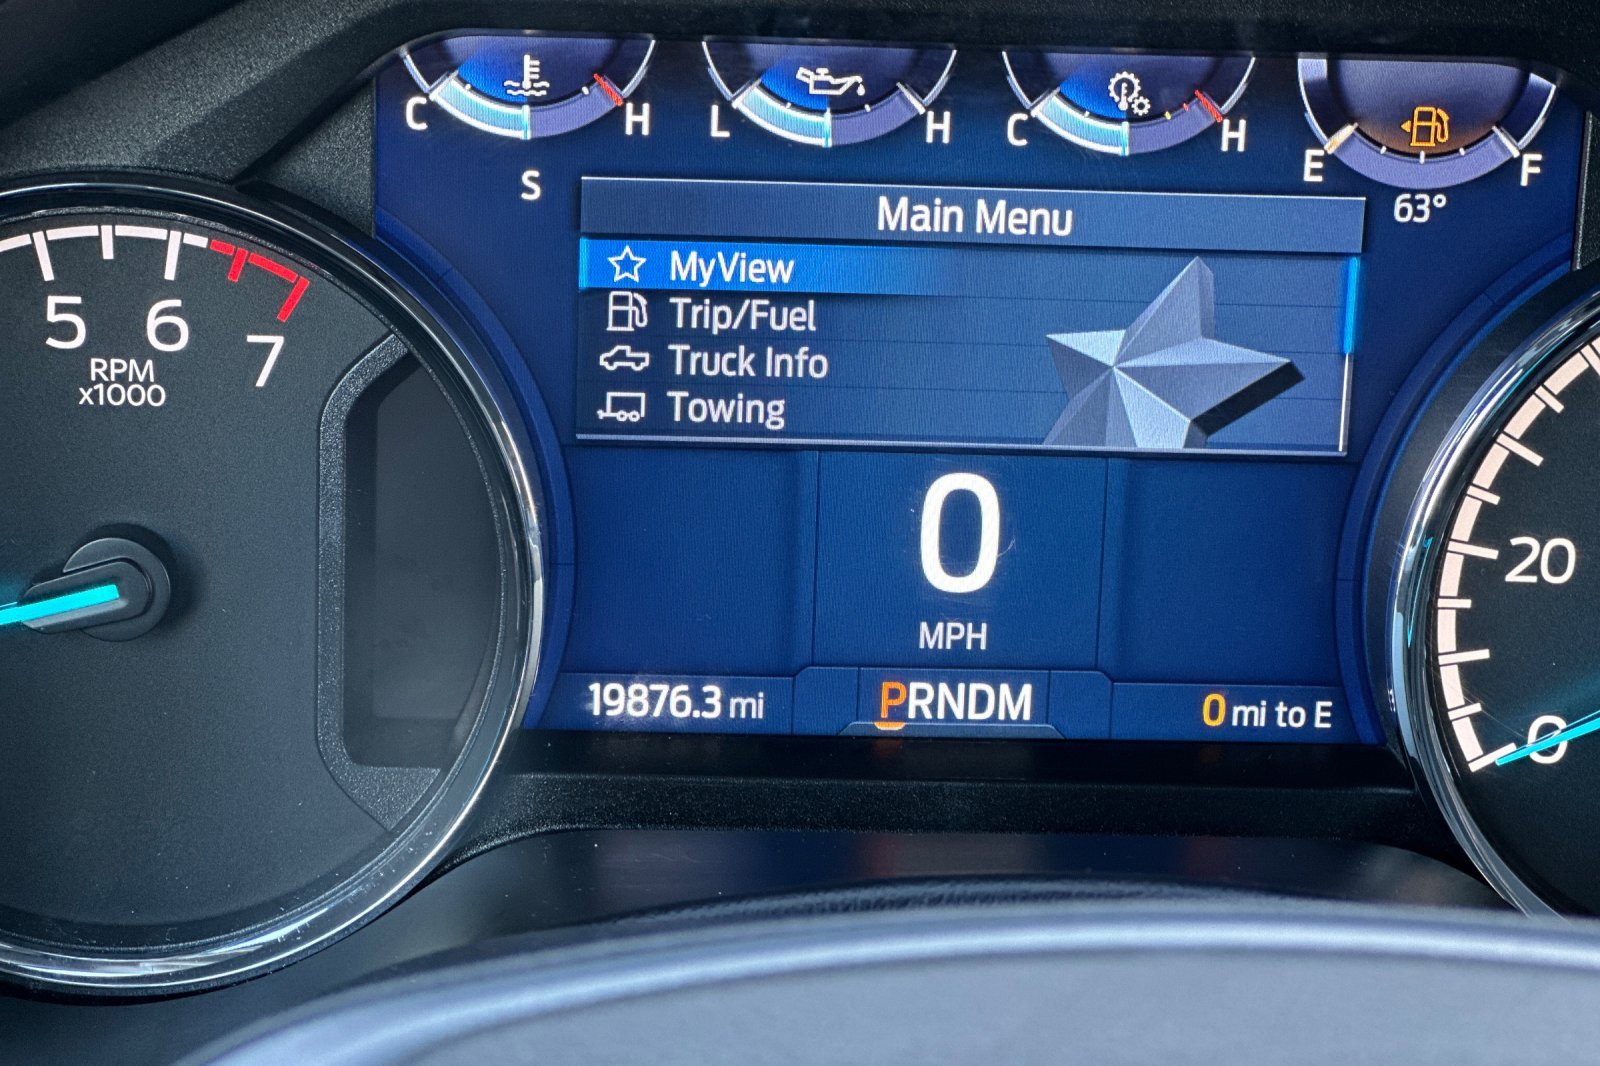 C H
L H
C H
E F
S
63°
Main Menu
MyView
Trip/Fuel
Truck Info
Towing
5 6 7
RPM
x1000
0
MPH
20
0
19876.3 mi
PRNDM
0 mi to E